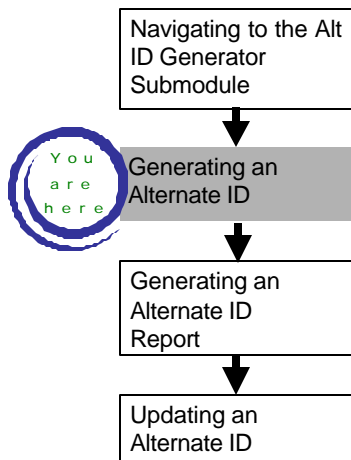 Navigating to the Alt
ID Generator
Submodule
You
are
here
Generating an
Alternate ID
Generating an
Alternate ID
Report
Updating an
Alternate ID